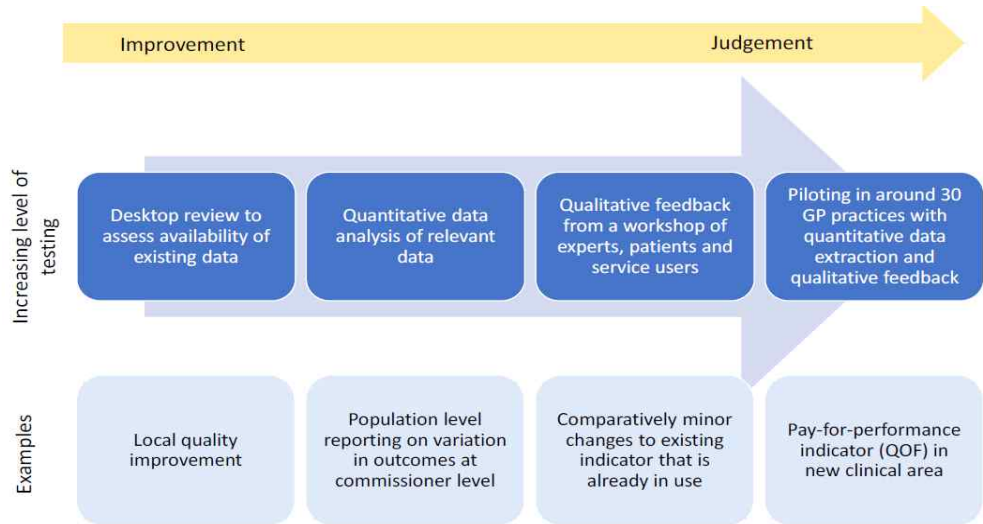 Improvement
Judgement
Increasing level of
testing
Desktop review to
assess availability of
existing data
Quantitative data
analysis of relevant
data
Qualitative feedback
from a workshop of
experts, patients and
service users
Piloting in around 30
GP practices with
quantitative data
extraction and
qualitative feedback
Examples
Local quality
improvement
Population level
reporting on variation
in outcomes at
commissioner level
Comparatively minor
changes to existing
indicator that is
already in use
Pay-for-performance
indicator (QOF) in
new clinical area